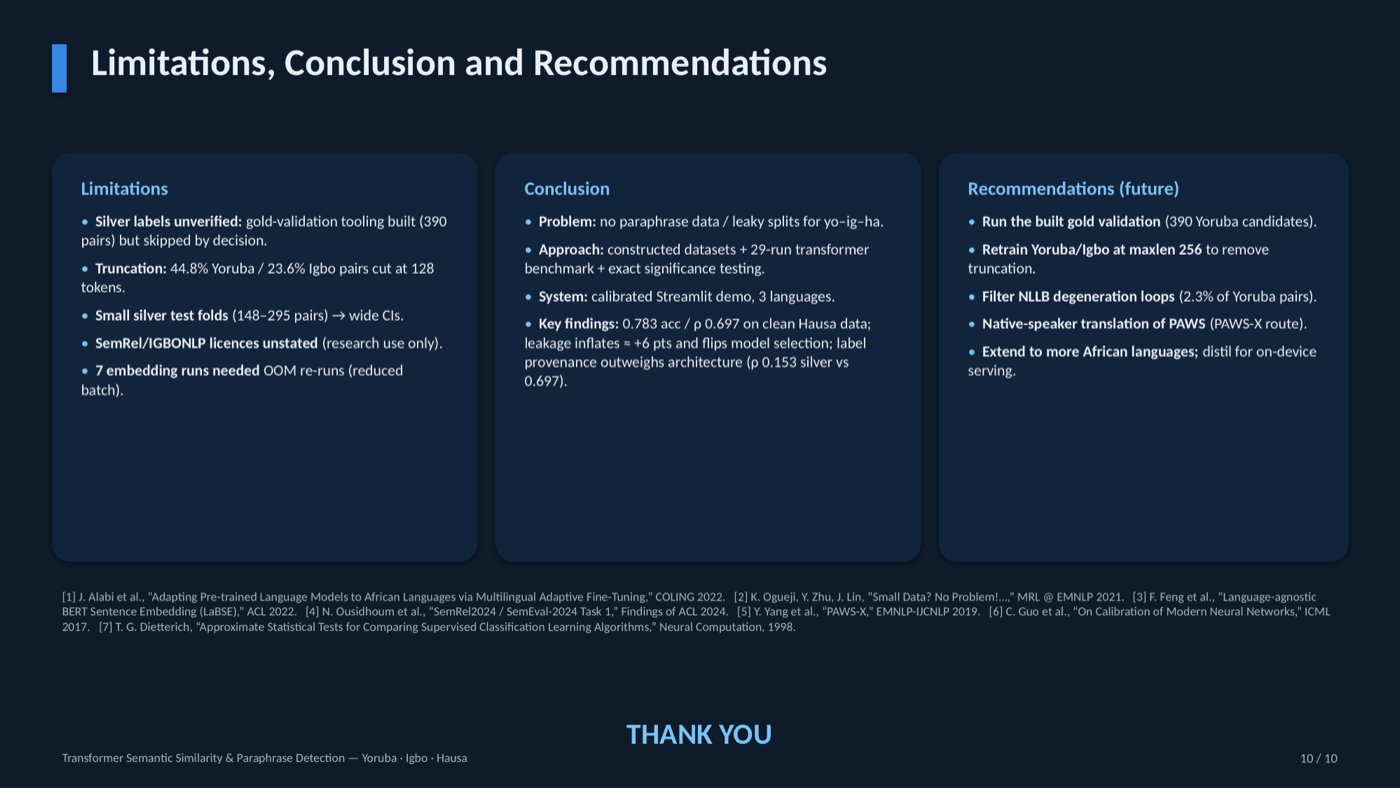 Limitations, Conclusion and Recommendations
Limitations
• Silver labels unverified: gold-validation tooling built (390
pairs) but skipped by decision.
• Truncation: 44.8% Yoruba / 23.6% Igbo pairs cut at 128
tokens.
• Small silver test folds (148–295 pairs) → wide CIs.
• SemRel/IGBONLP licences unstated (research use only).
• 7 embedding runs needed OOM re-runs (reduced
batch).
Conclusion
• Problem: no paraphrase data / leaky splits for yo–ig–ha.
• Approach: constructed datasets + 29-run transformer
benchmark + exact significance testing.
• System: calibrated Streamlit demo, 3 languages.
• Key findings: 0.783 acc / ρ 0.697 on clean Hausa data;
leakage inflates ≈ +6 pts and flips model selection; label
provenance outweighs architecture (ρ 0.153 silver vs
0.697).
Recommendations (future)
• Run the built gold validation (390 Yoruba candidates).
• Retrain Yoruba/Igbo at maxlen 256 to remove
truncation.
• Filter NLLB degeneration loops (2.3% of Yoruba pairs).
• Native-speaker translation of PAWS (PAWS-X route).
• Extend to more African languages; distil for on-device
serving.
[1] J. Alabi et al., “Adapting Pre-trained Language Models to African Languages via Multilingual Adaptive Fine-Tuning,” COLING 2022. [2] K. Ogueji, Y. Zhu, J. Lin, “Small Data? No Problem!…,” MRL @ EMNLP 2021. [3] F. Feng et al., “Language-agnostic
BERT Sentence Embedding (LaBSE),” ACL 2022. [4] N. Ousidhoum et al., “SemRel2024 / SemEval-2024 Task 1,” Findings of ACL 2024. [5] Y. Yang et al., “PAWS-X,” EMNLP-IJCNLP 2019. [6] C. Guo et al., “On Calibration of Modern Neural Networks,” ICML
2017. [7] T. G. Dietterich, “Approximate Statistical Tests for Comparing Supervised Classification Learning Algorithms,” Neural Computation, 1998.
THANK YOU
Transformer Semantic Similarity & Paraphrase Detection — Yoruba · Igbo · Hausa
10 / 10